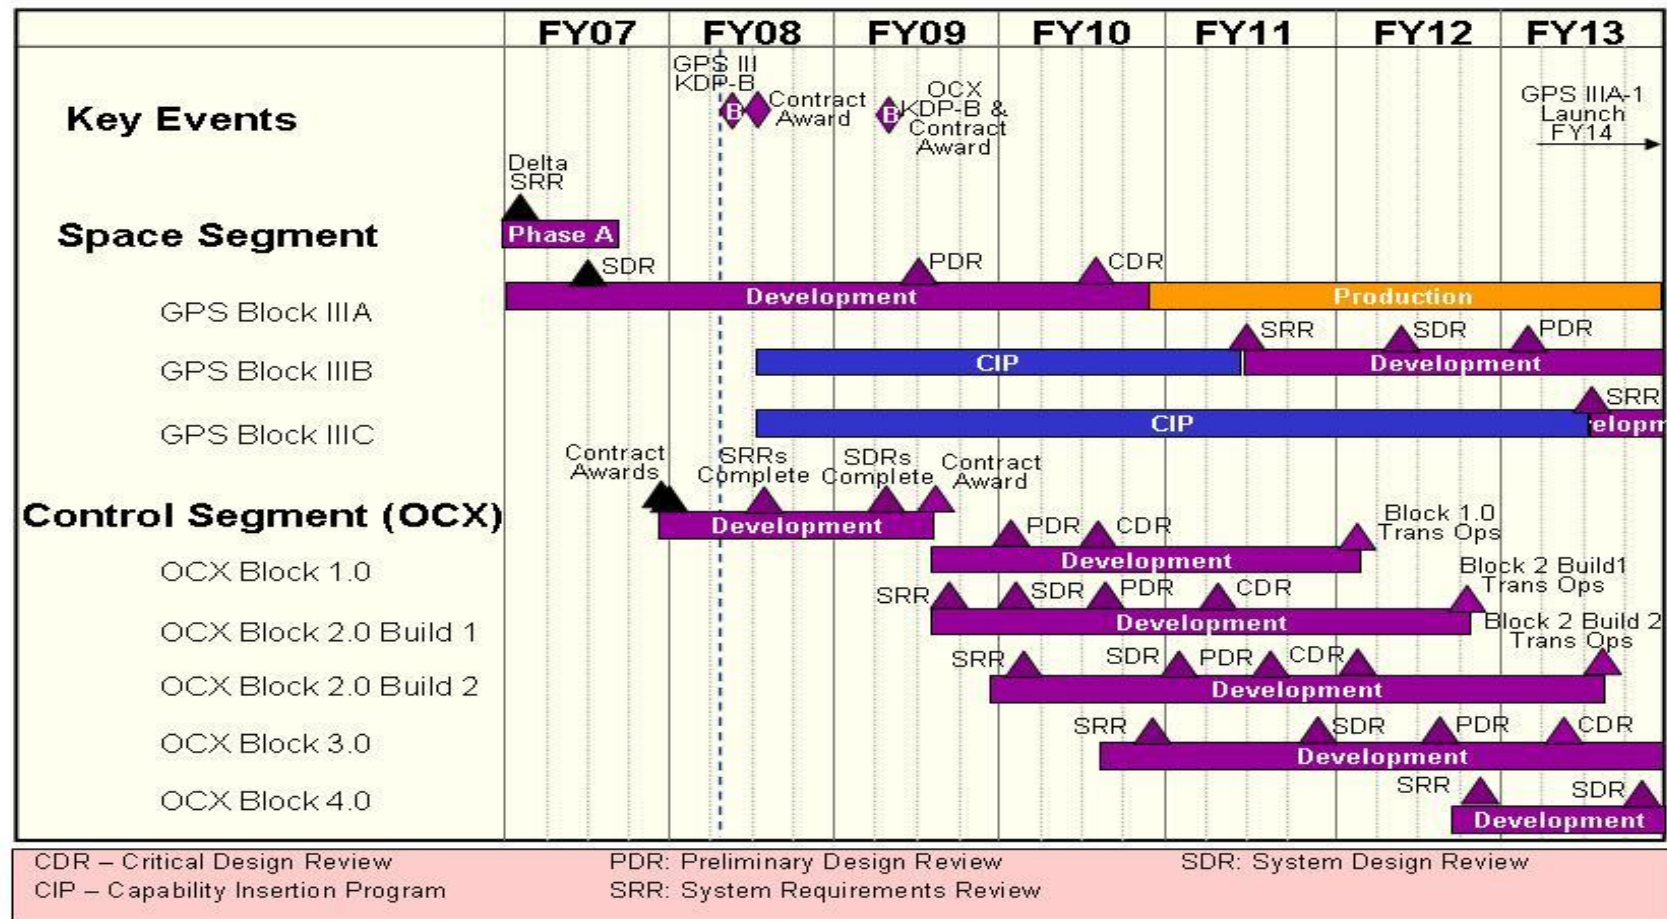 FY07 FY08 FY09 FY10 FY11 FY12 FY13
Key Events
GPS III
KDP-B
B
Contract
Award
B
OCX
KDP-B &
Contract
Award
GPS IIIA-1
Launch
FY14
Delta
SRR
Space Segment
Phase A
SDR
PDR
CDR
GPS Block IIIA
Development
Production
SRR
SDR
PDR
GPS Block IIIB
CIP
Development
SRR
GPS Block IIIC
CIP
elopm
Contract
Awards
SRRs
Complete
SDRs
Complete
Contract
Award
Control Segment (OCX)
Development
PDR
CDR
Block 1.0
Trans Ops
OCX Block 1.0
Development
SRR
SDR
PDR
CDR
Block 2 Build1
Trans Ops
OCX Block 2.0 Build 1
Development
SRR
SDR
PDR
CDR
Block 2 Build 2
Trans Ops
OCX Block 2.0 Build 2
Development
SRR
SDR
PDR
CDR
OCX Block 3.0
Development
SRR
SDR
OCX Block 4.0
Development
CDR – Critical Design Review
PDR: Preliminary Design Review
SDR: System Design Review
CIP – Capability Insertion Program
SRR: System Requirements Review